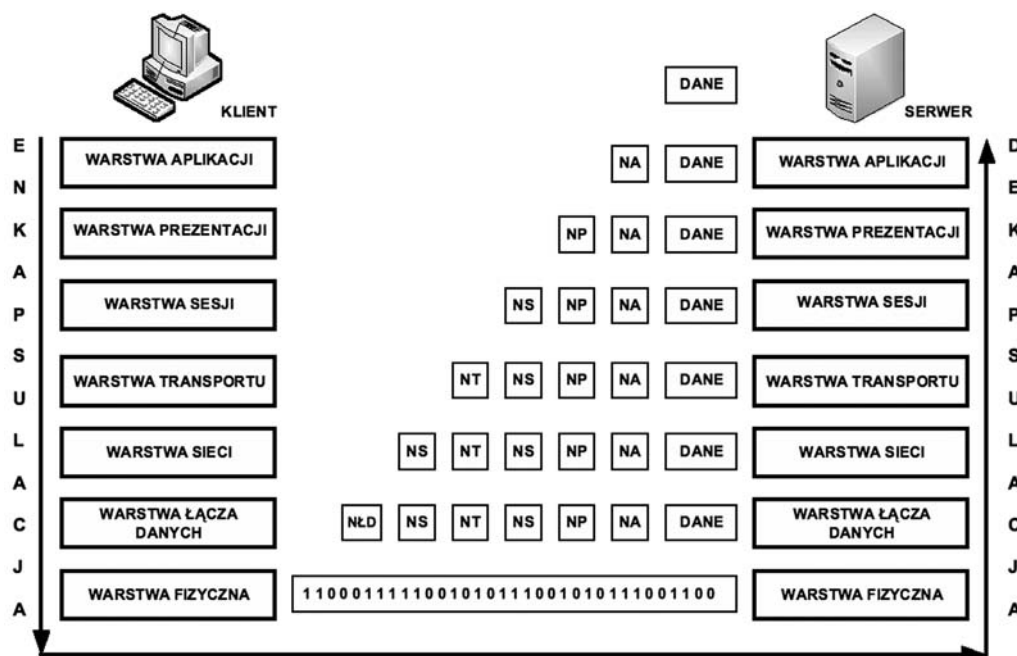 KLIENT
DANE
SERWER
ENKAPSULACJA
WARSTWA APLIKACJI
NA DANE
WARSTWA APLIKACJI
WARSTWA PREZENTACJI
NP NA DANE
WARSTWA PREZENTACJI
WARSTWA SESJI
NS NP NA DANE
WARSTWA SESJI
WARSTWA TRANSPORTU
NT NS NP NA DANE
WARSTWA TRANSPORTU
WARSTWA SIECI
NS NT NS NP NA DANE
WARSTWA SIECI
WARSTWA ŁĄCZA
DANYCH
NŁD NS NT NS NP NA DANE
WARSTWA ŁĄCZA
DANYCH
WARSTWA FIZYCZNA
1100011111001010111001010111001100
WARSTWA FIZYCZNA
DEKAPSULACJA